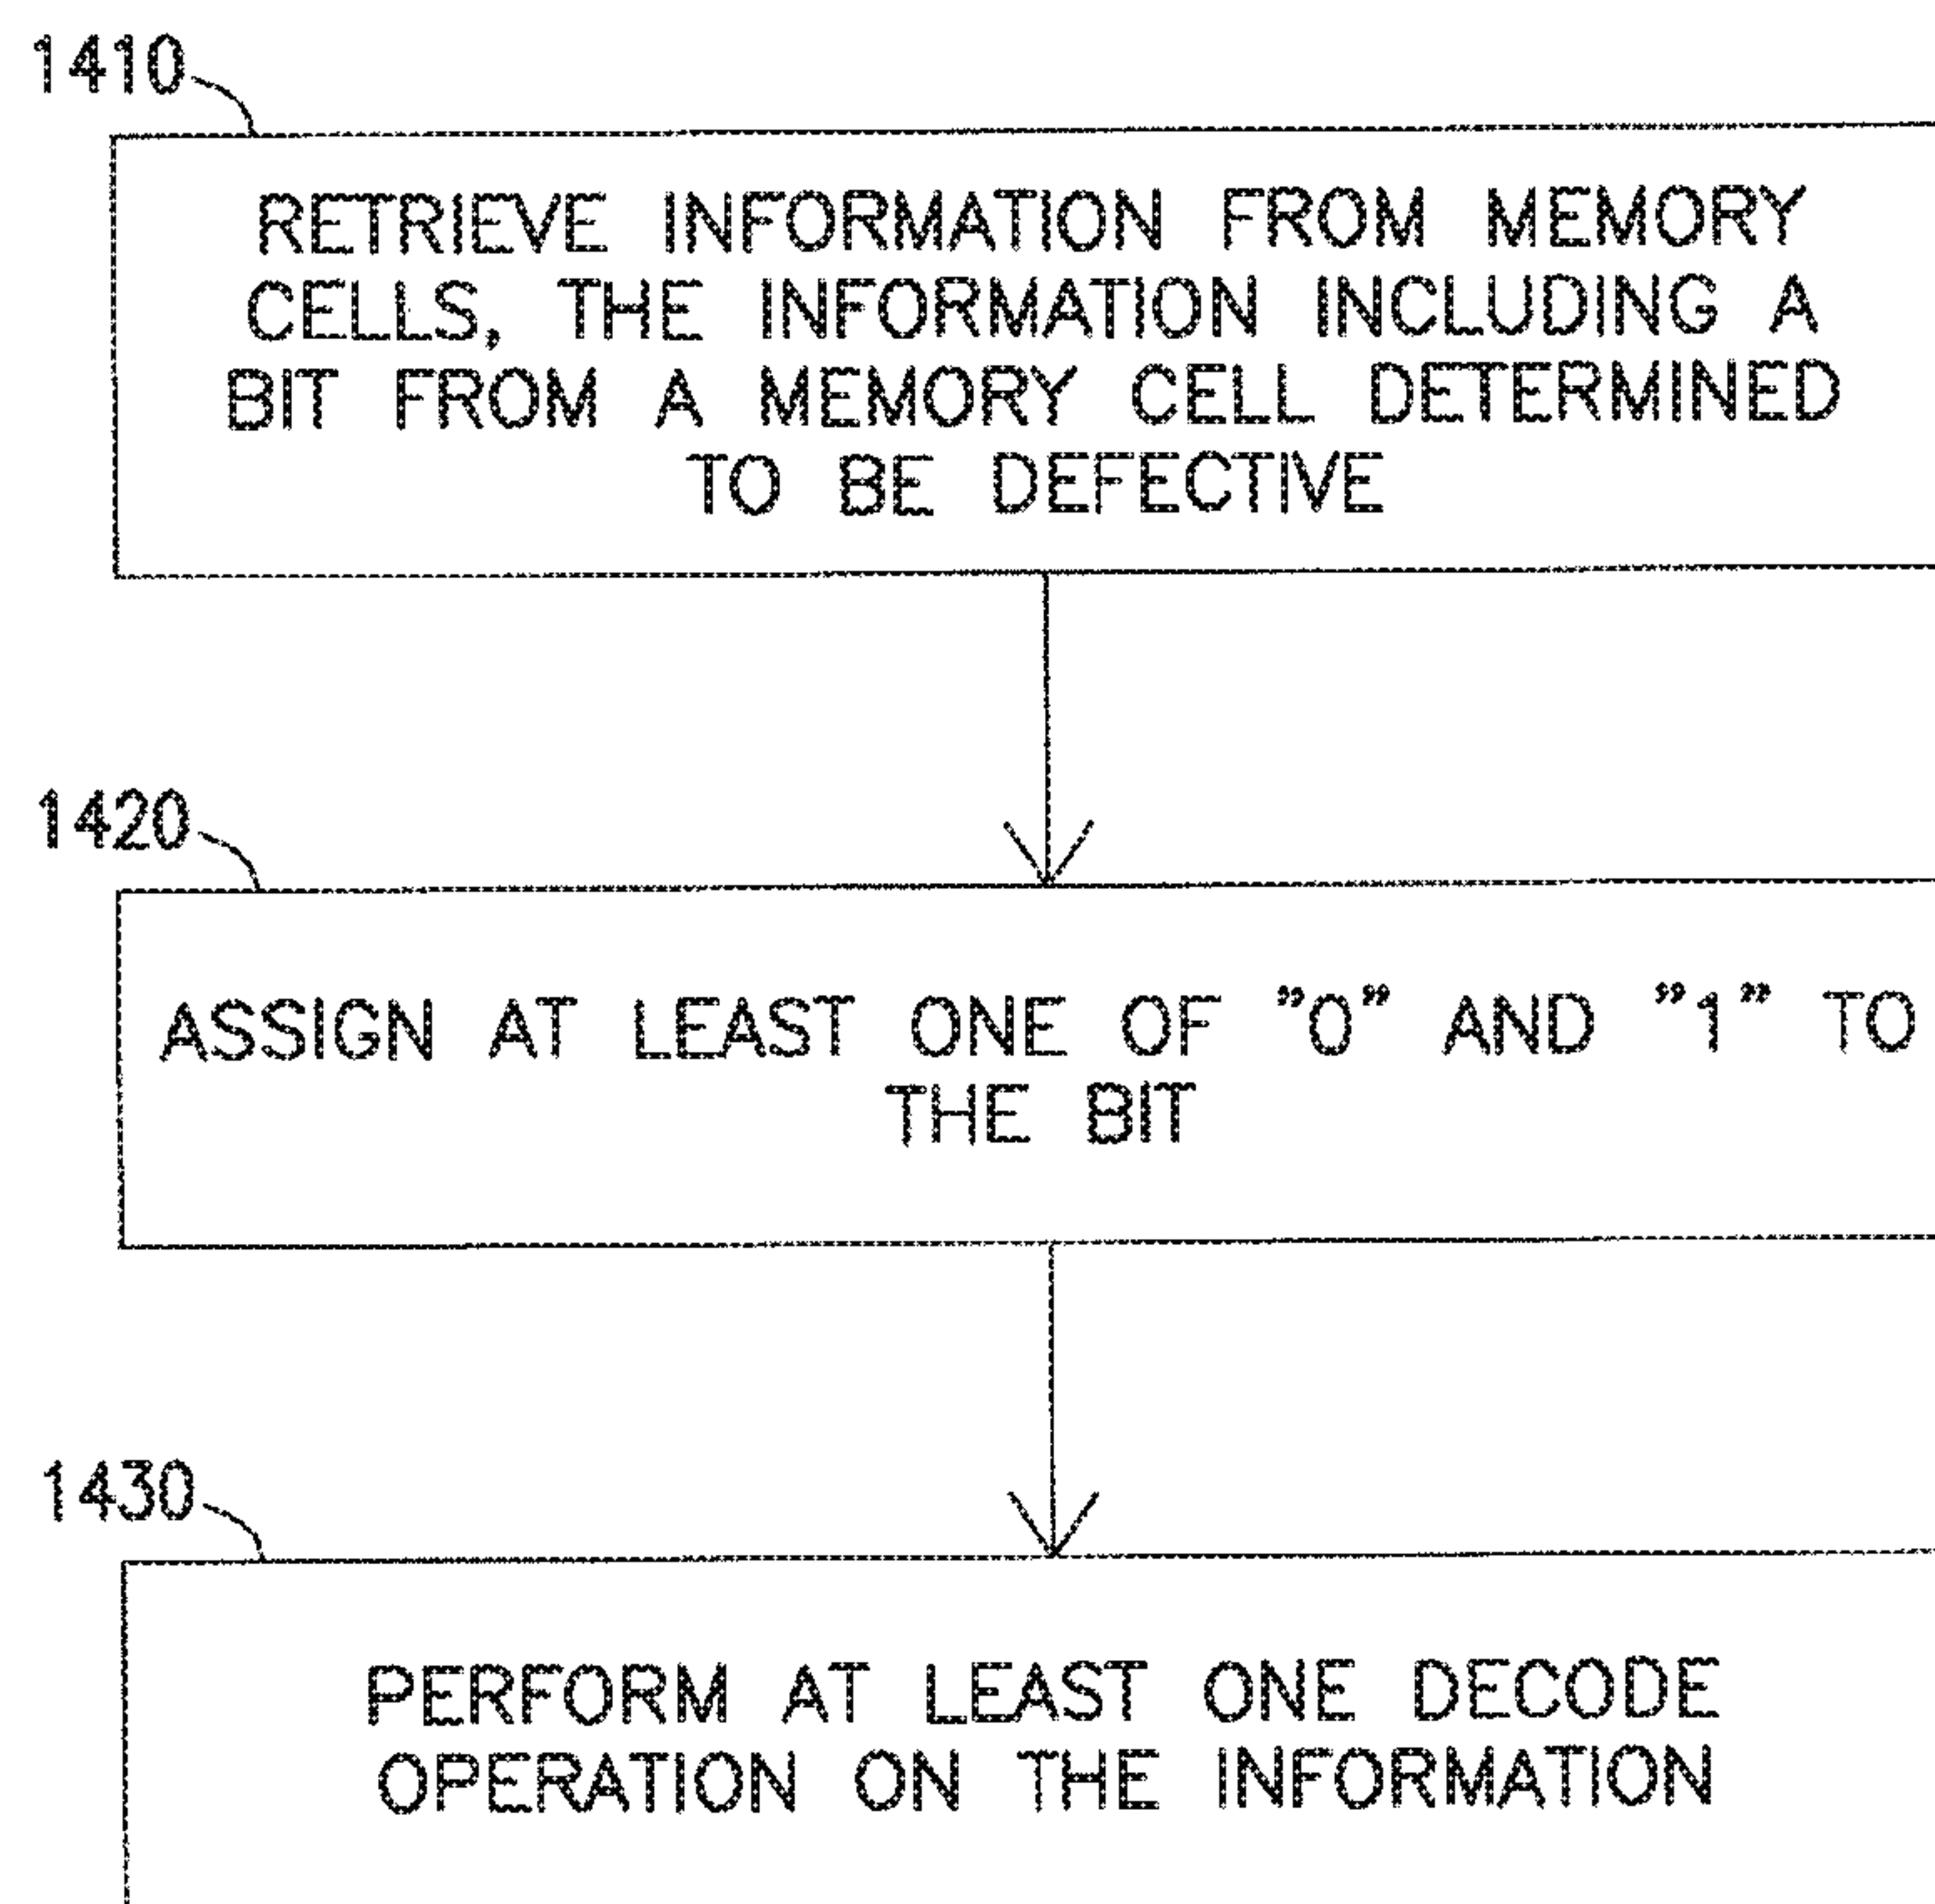 1410
RETRIEVE INFORMATION FROM MEMORY
CELLS, THE INFORMATION INCLUDING A
BIT FROM A MEMORY CELL DETERMINED
TO BE DEFECTIVE
1420
ASSIGN AT LEAST ONE OF ”0” AND ”1” TO
THE BIT
1430
PERFORM AT LEAST ONE DECODE
OPERATION ON THE INFORMATION